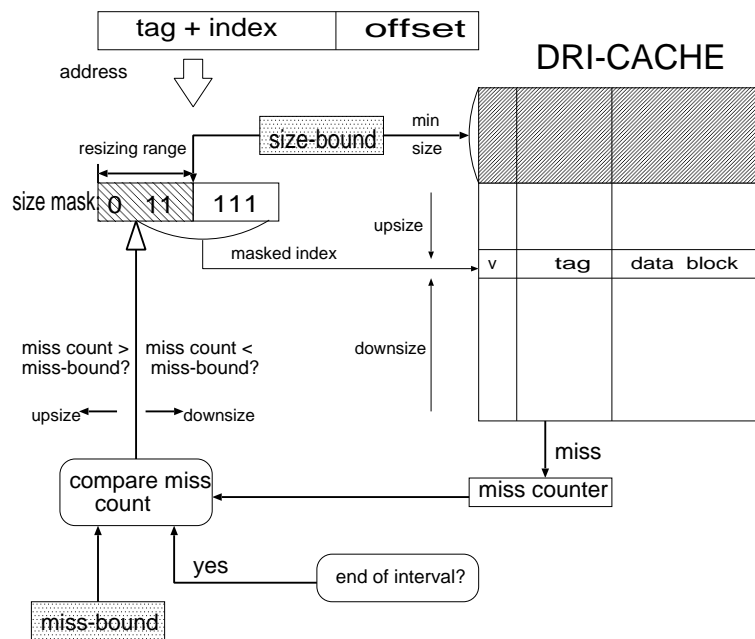 tag + index
offset
address
DRI-CACHE
size-bound
min
size
resizing range
size mask:
0 11
111
upsize
masked index
v
tag
data block
downsize
miss count >
miss-bound?
miss count <
miss-bound?
upsize
downsize
miss
compare miss
count
miss counter
yes
end of interval?
miss-bound